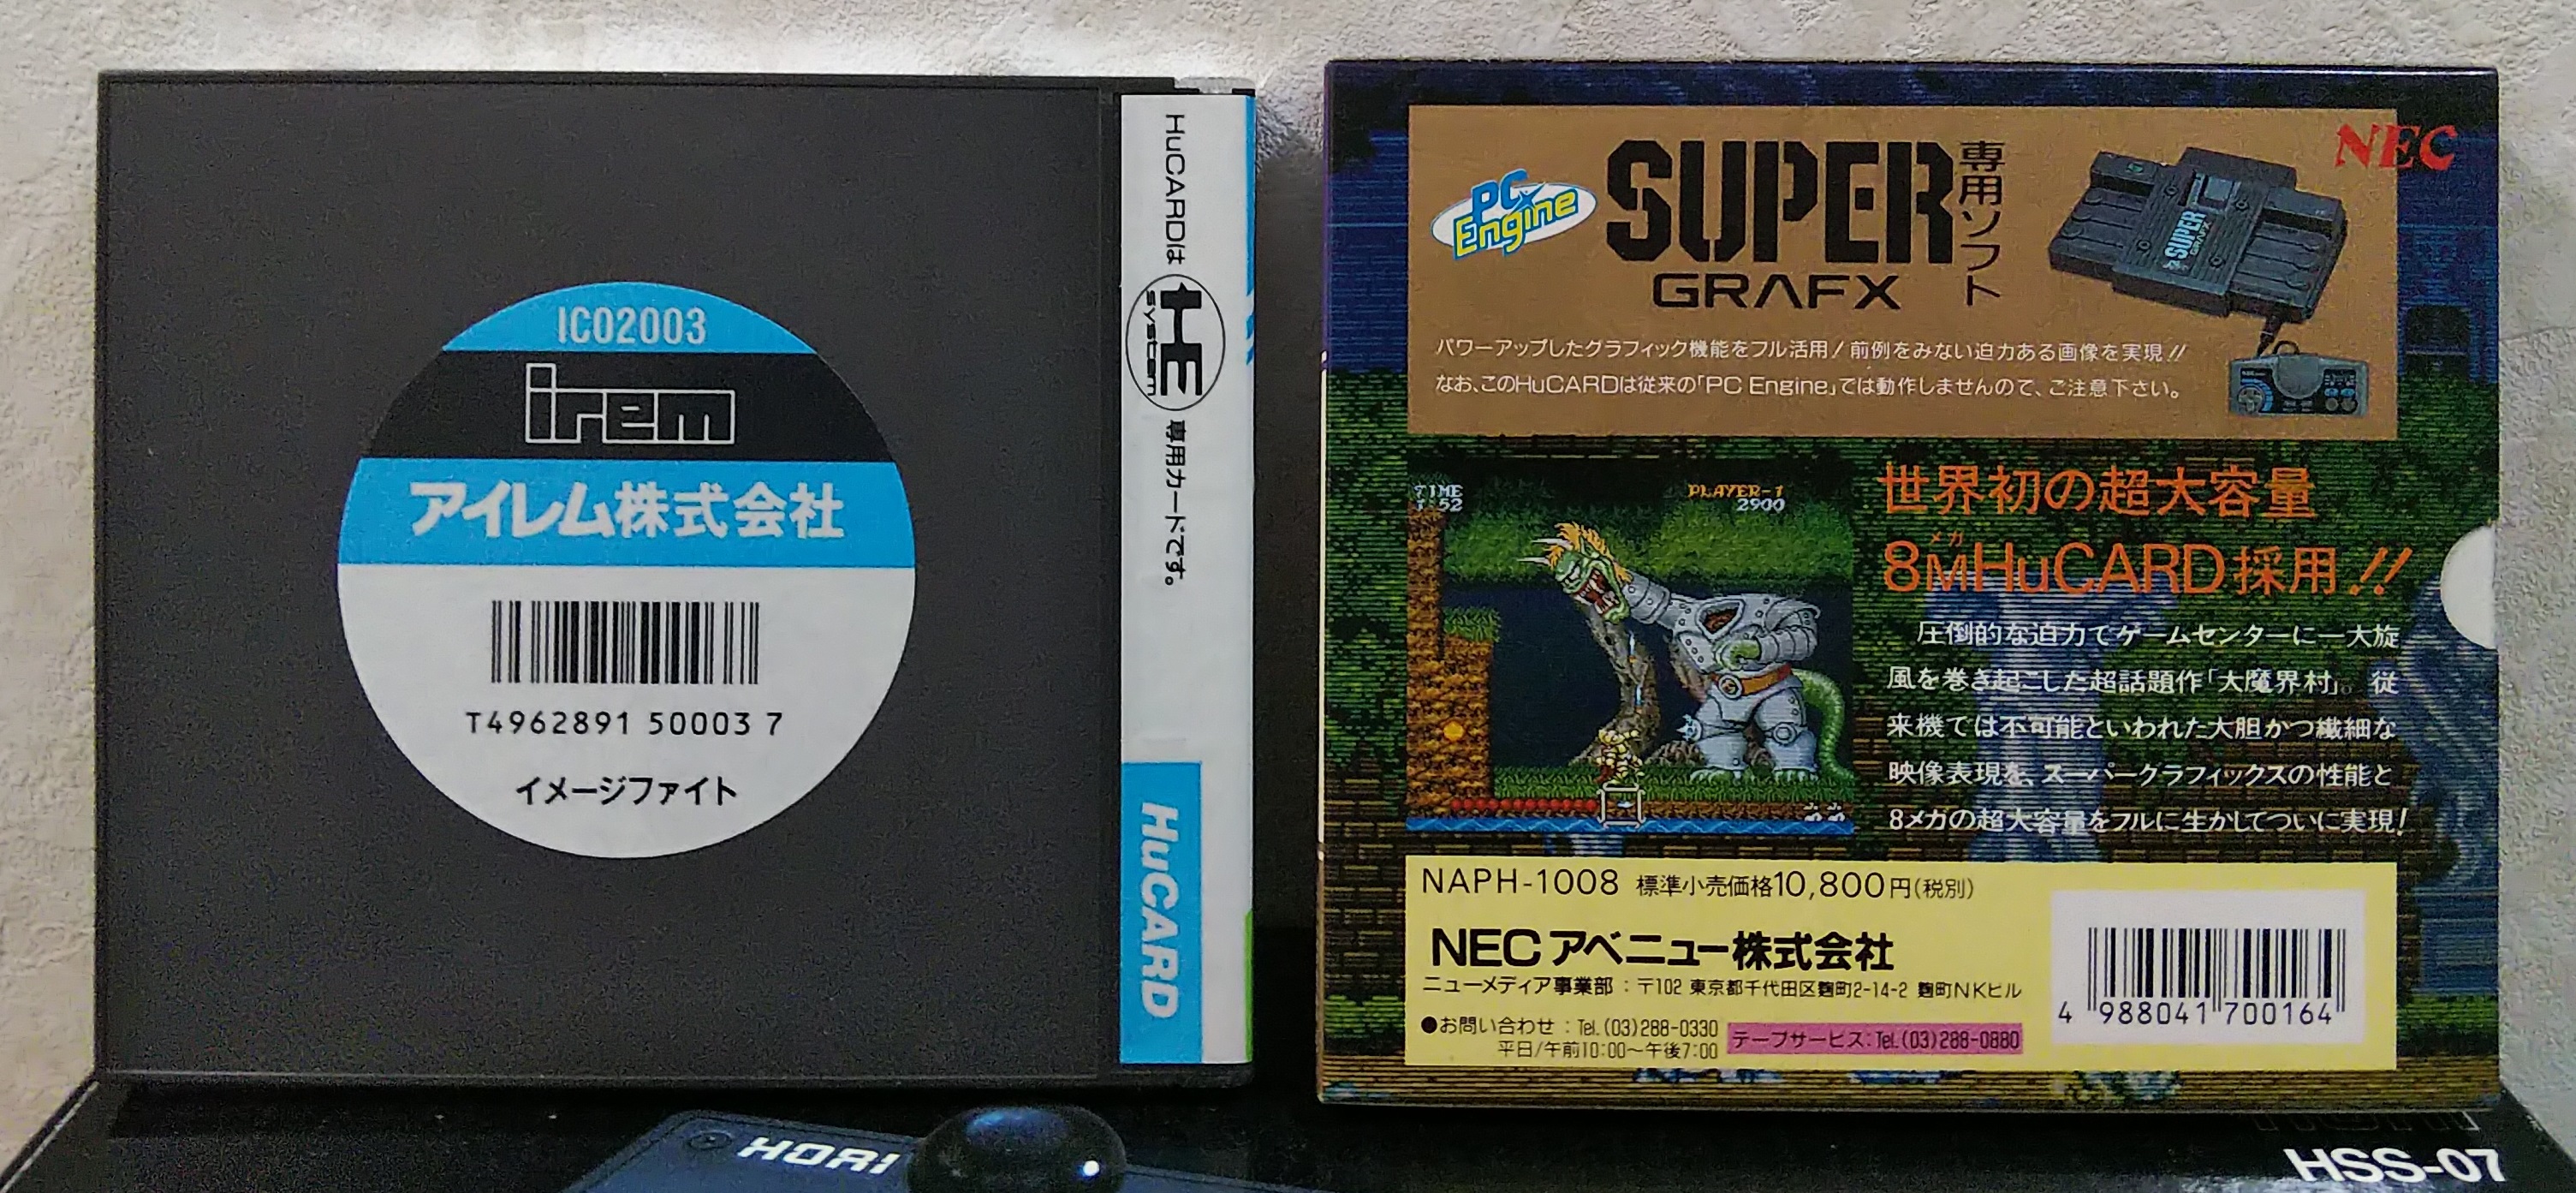 IC02003
irem
アイレム株式会社
T4962891 50003 7
イメージファイト
HuCARDは
HE
system
専用カードです。
HuCARD
NEC
PC
Engine
SUPER
GRAFX
専用ソフト
SUPER
GRAFX
パワーアップしたグラフィック機能をフル活用!前例をみない迫力ある画像を実現!!
なお、このHuCARDは従来の「PC Engine」では動作しませんので、ご注意下さい。
TIME
1 52
PLAYER-1
2900
世界初の超大容量
メガ
8MHuCARD採用!!
圧倒的な迫力でゲームセンターに一大旋
風を巻き起こした超話題作「大魔界村」。従
来機では不可能といわれた大胆かつ繊細な
映像表現を、スーパーグラフィックスの性能と
8メガの超大容量をフルに生かしてついに実現!
NAPH-1008 標準小売価格10,800円(税別)
NECアベニュー株式会社
ニューメディア事業部:〒102 東京都千代田区麹町2-14-2 麹町NKビル
●お問い合わせ:Tel.(03)288-0330
平日/午前10:00〜午後7:00
テープサービス:Tel.(03)288-0880
4 988041 700164
HORI
HSS-07